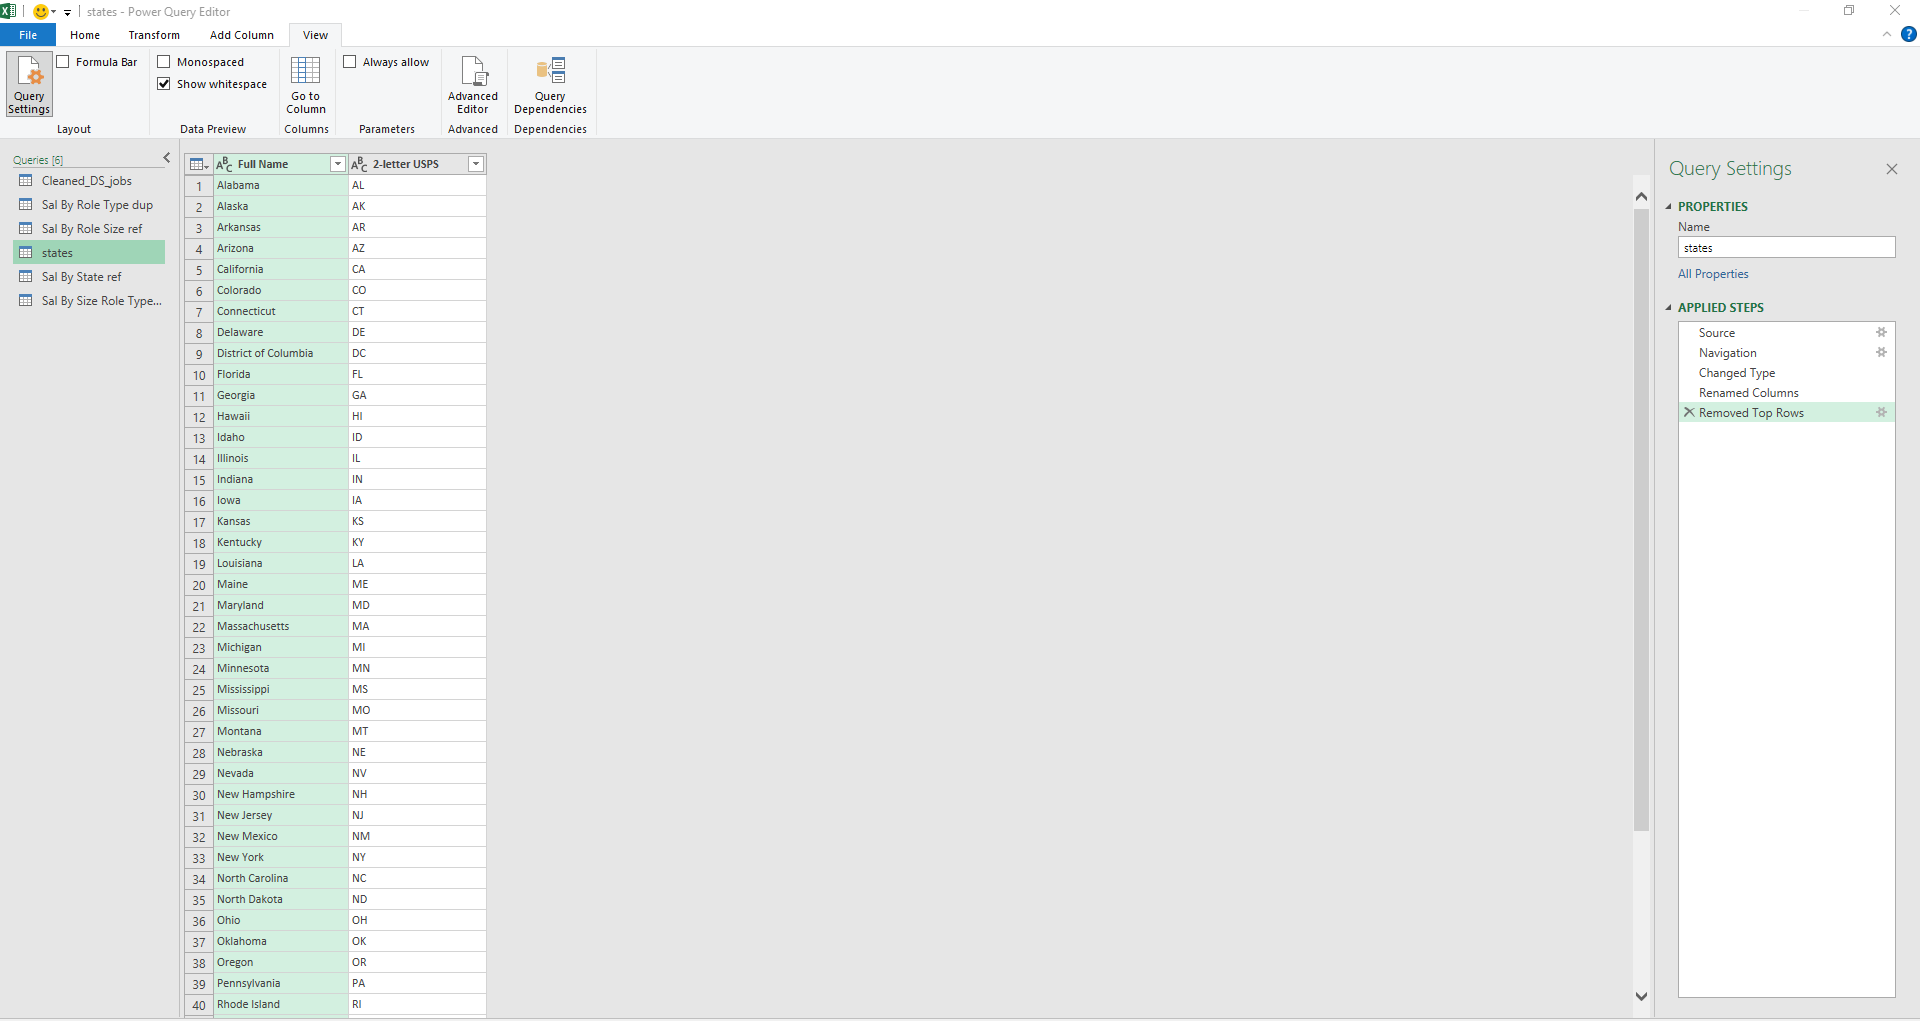 states - Power Query Editor
File Home Transform Add Column View
Query Settings
Formula Bar
Layout
Monospaced
Show whitespace
Data Preview
Go to Column
Columns
Always allow
Parameters
Advanced Editor
Advanced
Query Dependencies
Dependencies
Queries [6]
Cleaned_DS_jobs
Sal By Role Type dup
Sal By Role Size ref
states
Sal By State ref
Sal By Size Role Type...
Full Name 2-letter USPS
1 Alabama AL
2 Alaska AK
3 Arkansas AR
4 Arizona AZ
5 California CA
6 Colorado CO
7 Connecticut CT
8 Delaware DE
9 District of Columbia DC
10 Florida FL
11 Georgia GA
12 Hawaii HI
13 Idaho ID
14 Illinois IL
15 Indiana IN
16 Iowa IA
17 Kansas KS
18 Kentucky KY
19 Louisiana LA
20 Maine ME
21 Maryland MD
22 Massachusetts MA
23 Michigan MI
24 Minnesota MN
25 Mississippi MS
26 Missouri MO
27 Montana MT
28 Nebraska NE
29 Nevada NV
30 New Hampshire NH
31 New Jersey NJ
32 New Mexico NM
33 New York NY
34 North Carolina NC
35 North Dakota ND
36 Ohio OH
37 Oklahoma OK
38 Oregon OR
39 Pennsylvania PA
40 Rhode Island RI
Query Settings
PROPERTIES
Name
states
All Properties
APPLIED STEPS
Source
Navigation
Changed Type
Renamed Columns
Removed Top Rows